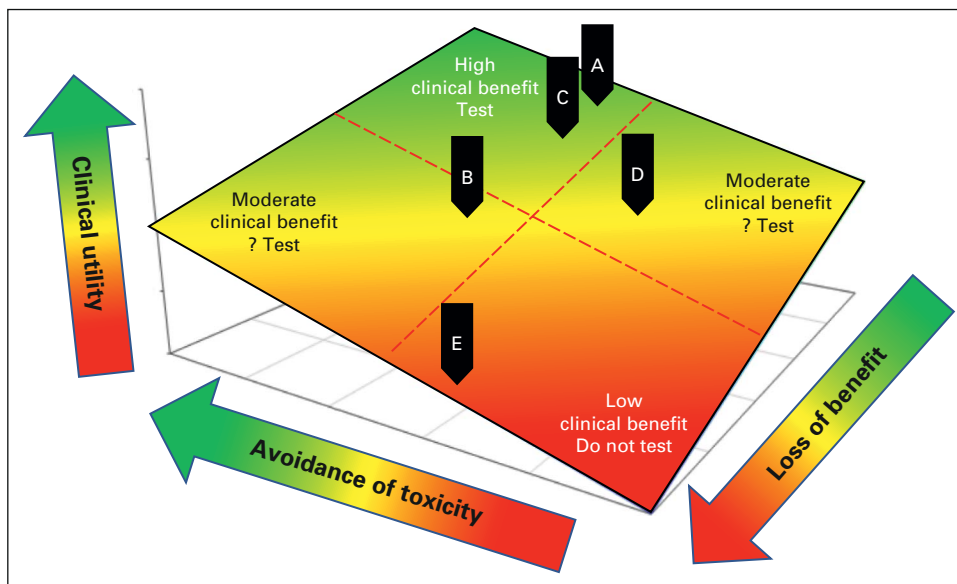 High
clinical benefit
Test
A
C
B
D
Moderate
clinical benefit
? Test
Moderate
clinical benefit
? Test
E
Low
clinical benefit
Do not test
Clinical utility
Avoidance of toxicity
Loss of benefit